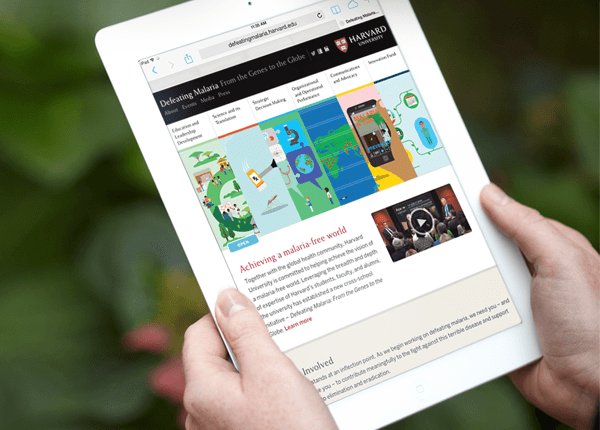 iPad
11:35 AM
defeatingmalaria.harvard.edu
Defeating Malaria...
Defeating Malaria From the Genes to the Globe
HARVARD
UNIVERSITY
About Events Media Press
Education and
Leadership
Development
Science and its
Translation
Strategic
Decision Making
Organizational
and Operational
Performance
Communications
and Advocacy
Innovation Fund
OPEN
Achieving a malaria-free world
Together with the global health community, Harvard
University is committed to helping achieve the vision of
a malaria free world. Leveraging the breadth and depth
of expertise of Harvard's students, faculty, and alumni,
the university has established a new cross-school
initiative – Defeating Malaria: From the Genes to the
Globe. Learn more
Involved
stands at an inflection point. As we begin working on defeating malaria, we need you – and
you – to contribute meaningfully to the fight against this terrible disease and support
elimination and eradication.